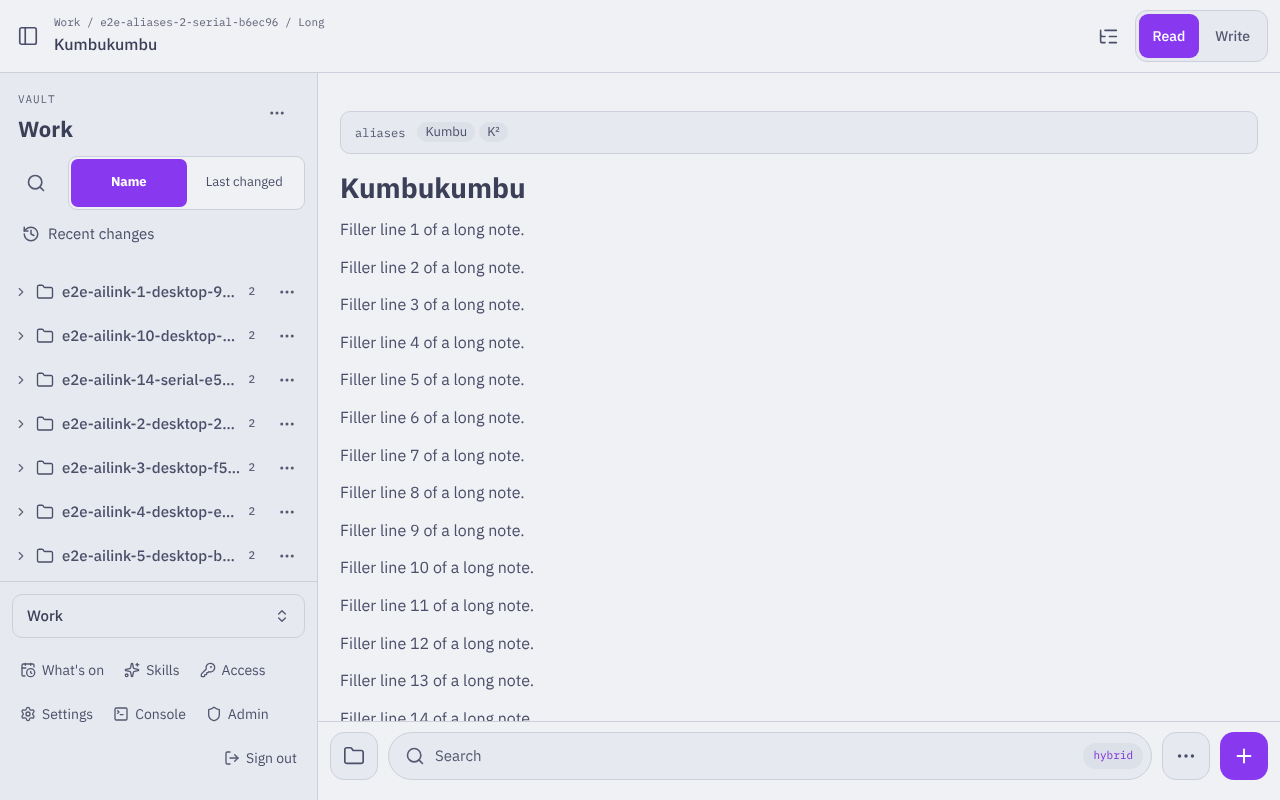 Work / e2e-aliases-2-serial-b6ec96 / Long
Kumbukumbu
Read
Write
VAULT
Work
Name
Last changed
Recent changes
e2e-ailink-1-desktop-9... 2
e2e-ailink-10-desktop-... 2
e2e-ailink-14-serial-e5... 2
e2e-ailink-2-desktop-2... 2
e2e-ailink-3-desktop-f5... 2
e2e-ailink-4-desktop-e... 2
e2e-ailink-5-desktop-b... 2
Work
What's on
Skills
Access
Settings
Console
Admin
Sign out
aliases Kumbu K²
Kumbukumbu
Filler line 1 of a long note.
Filler line 2 of a long note.
Filler line 3 of a long note.
Filler line 4 of a long note.
Filler line 5 of a long note.
Filler line 6 of a long note.
Filler line 7 of a long note.
Filler line 8 of a long note.
Filler line 9 of a long note.
Filler line 10 of a long note.
Filler line 11 of a long note.
Filler line 12 of a long note.
Filler line 13 of a long note.
Filler line 14 of a long note.
Search
hybrid